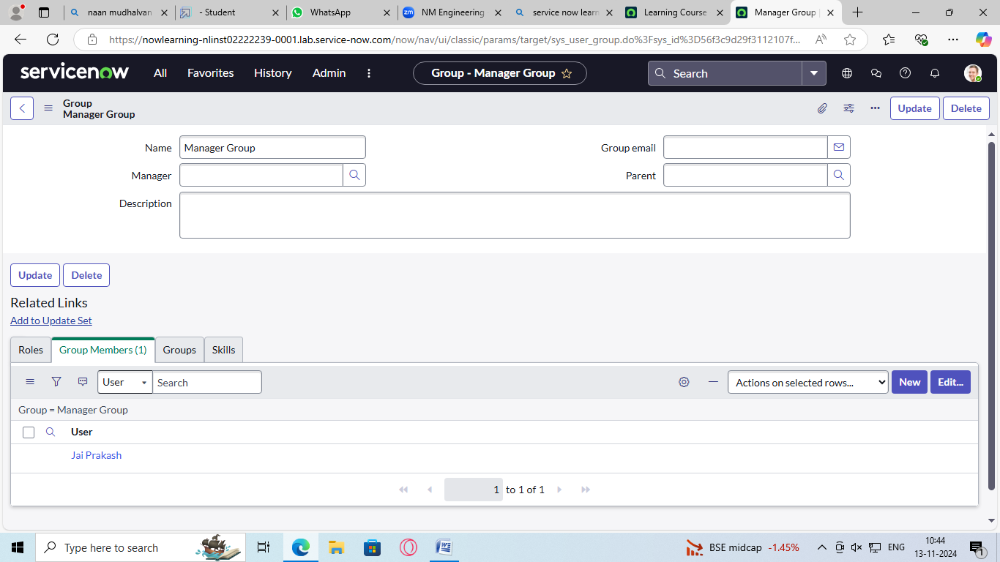 naan mudhalvan
- Student
WhatsApp
NM Engineering
service now learn
Learning Course
Manager Group
https://nowlearning-nlinst02222239-0001.lab.service-now.com/now/nav/ui/classic/params/target/sys_user_group.do%3Fsys_id%3D56f3c9d29f3112107f...
servicenow All Favorites History Admin Group - Manager Group Search
Group
Manager Group
Update Delete
Name Manager Group Group email
Manager Parent
Description
Update Delete
Related Links
Add to Update Set
Roles Group Members (1) Groups Skills
User Search Actions on selected rows... New Edit...
Group = Manager Group
User
Jai Prakash
1 to 1 of 1
Type here to search BSE midcap -1.45% ENG 10:44
13-11-2024 1